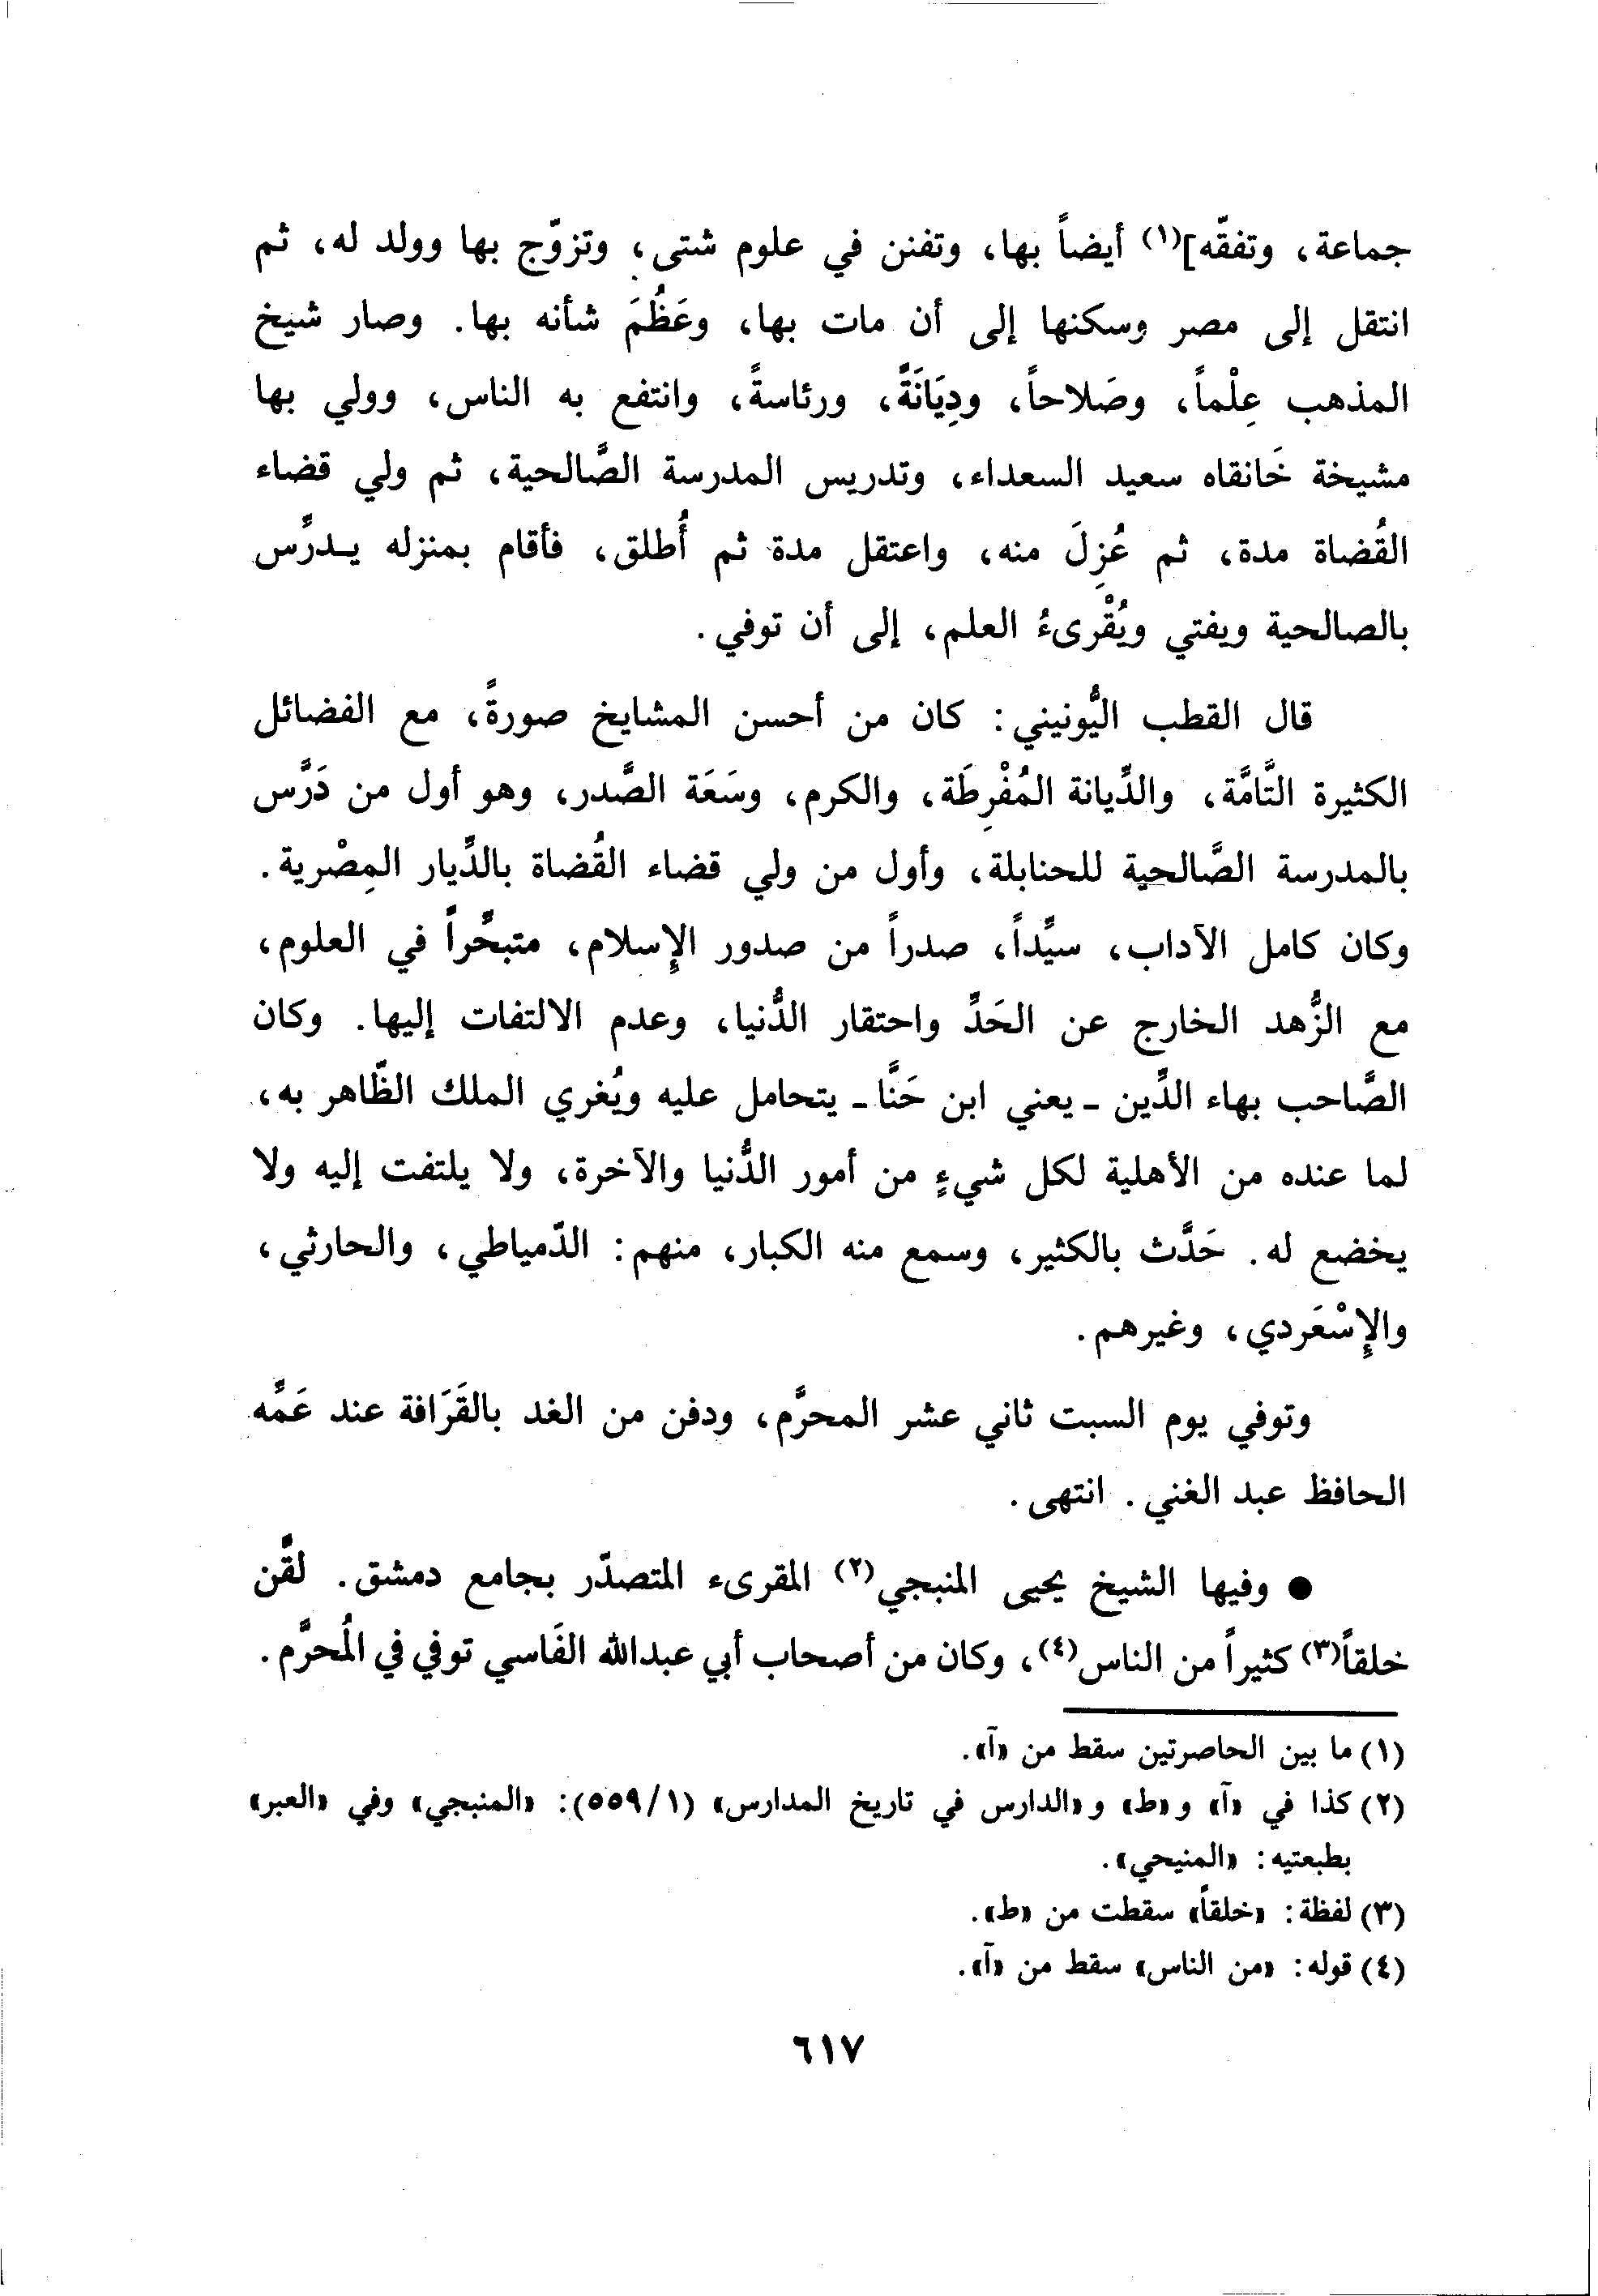 جماعة، وتفقّه](١) أيضاً بها، وتفنن في علوم شتى، وتزوّج بها وولد له، ثم
انتقل إلى مصر وسكنها إلى أن مات بها، وعَظُمَ شأنه بها. وصار شيخ
المذهب عِلْماً، وصَلاحاً، ودِيَانَةً، ورئاسةً، وانتفع به الناس، وولي بها
مشيخة خَانقاه سعيد السعداء، وتدريس المدرسة الصَّالحية، ثم ولي قضاء
القُضاة مدة، ثم عُزِلَ منه، واعتقل مدة ثم أُطلق، فأقام بمنزله يـدرِّس
بالصالحية ويفتي ويُقْرىءُ العلم، إلى أن توفي.
قال القطب اليُّونيني: كان من أحسن المشايخ صورةً، مع الفضائل
الكثيرة التَّامَّة، والدِّيانة المُفْرِطَة، والكرم، وسَعَة الصَّدر، وهو أول من دَرَّس
بالمدرسة الصَّالحية للحنابلة، وأول من ولي قضاء القُضاة بالدِّيار المِصْرية.
وكان كامل الآداب، سيِّداً، صدراً من صدور الإِسلام، متبحِّراً في العلوم،
مع الزُّهد الخارج عن الحَدِّ واحتقار الدُّنيا، وعدم الالتفات إليها. وكان
الصَّاحب بهاء الدِّين ـ يعني ابن حَنَّا ـ يتحامل عليه ويُغري الملك الظّاهر به،
لما عنده من الأهلية لكل شيءٍ من أمور الدُّنيا والآخرة، ولا يلتفت إليه ولا
يخضع له. حَدَّث بالكثير، وسمع منه الكبار، منهم: الدّمياطي، والحارثي،
والإِسْعَردي، وغيرهم.
وتوفي يوم السبت ثاني عشر المحرَّم، ودفن من الغد بالقَرَافة عند عَمِّه
الحافظ عبد الغني. انتهى.
● وفيها الشيخ يحيى المنبجي(٢) المقرىء المتصدّر بجامع دمشق. لقَّن
خلقاً(٣) كثيراً من الناس(٤)، وكان من أصحاب أبي عبدالله الفَاسي توفي في المُحرَّم.
(١) ما بين الحاصرتين سقط من «آ».
(٢) كذا في «آ» و«ط» و«الدارس في تاريخ المدارس» (١/٥٥٩): «المنبجي» وفي «العبر»
بطبعتيه: «المنيحي».
(٣) لفظة: «خلقاً» سقطت من «ط».
(٤) قوله: «من الناس» سقط من «آ».
٦١٧